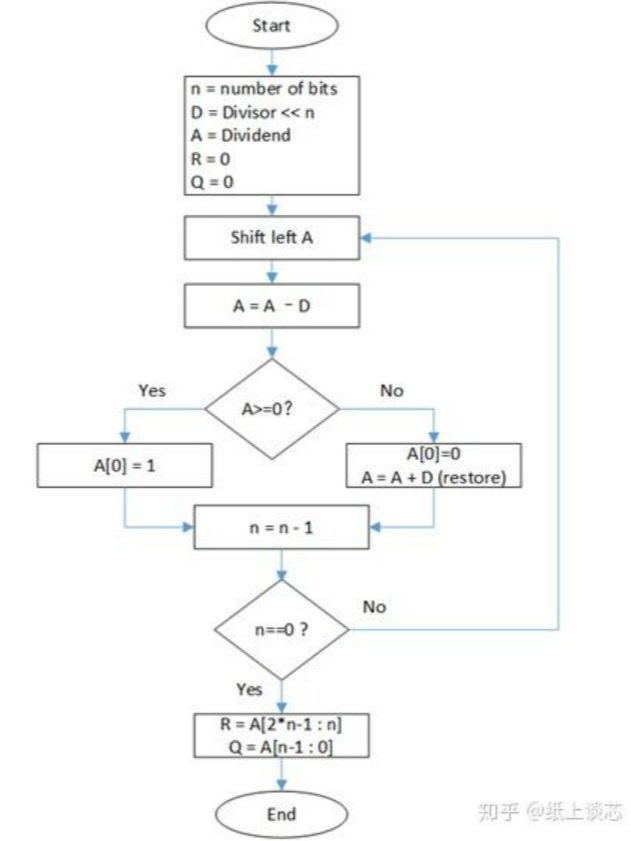 Start
n = number of bits
D = Divisor << n
A = Dividend
R = 0
Q = 0
Shift left A
A = A - D
A>=0?
Yes
No
A[0] = 1
A[0]=0
A = A + D (restore)
n = n - 1
n==0 ?
No
Yes
R = A[2*n-1 : n]
Q = A[n-1 : 0]
End
知乎 @纸上谈芯